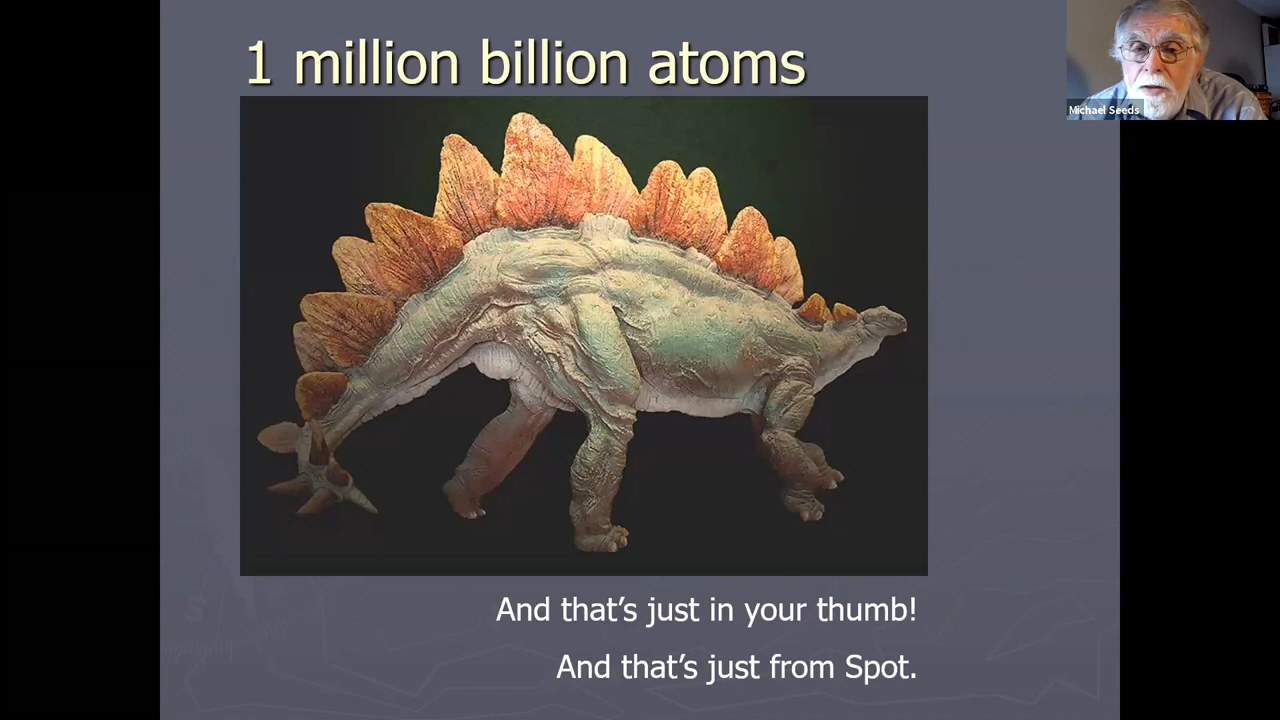 1 million billion atoms
Michael Seeds
And that’s just in your thumb!
And that’s just from Spot.